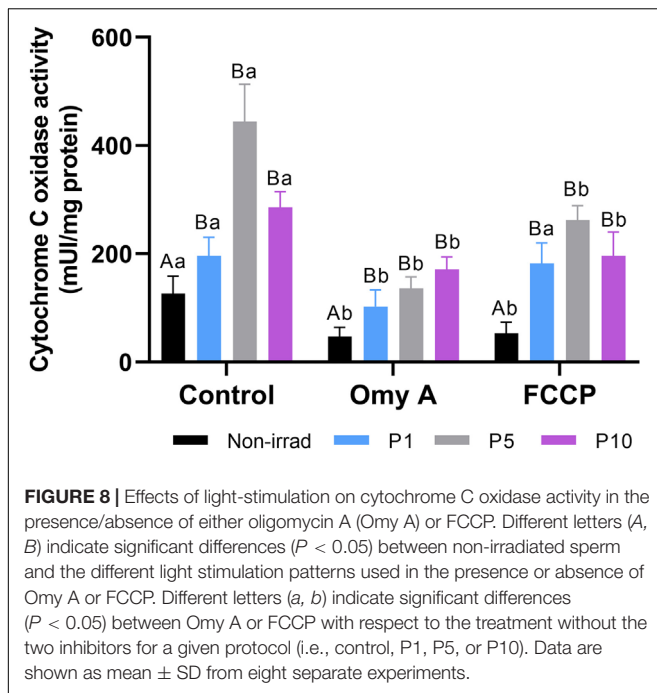 600
400
200
0
Cytochrome C oxidase activity
(mUI/mg protein)
Aa
Ba
Ba
Ba
Ab
Bb
Bb
Bb
Ab
Ba
Bb
Bb
Control
Omy A
FCCP
Non-irrad
P1
P5
P10
FIGURE 8 | Effects of light-stimulation on cytochrome C oxidase activity in the
presence/absence of either oligomycin A (Omy A) or FCCP. Different letters (A,
B) indicate significant differences (P < 0.05) between non-irradiated sperm
and the different light stimulation patterns used in the presence or absence of
Omy A or FCCP. Different letters (a, b) indicate significant differences
(P < 0.05) between Omy A or FCCP with respect to the treatment without the
two inhibitors for a given protocol (i.e., control, P1, P5, or P10). Data are
shown as mean ± SD from eight separate experiments.